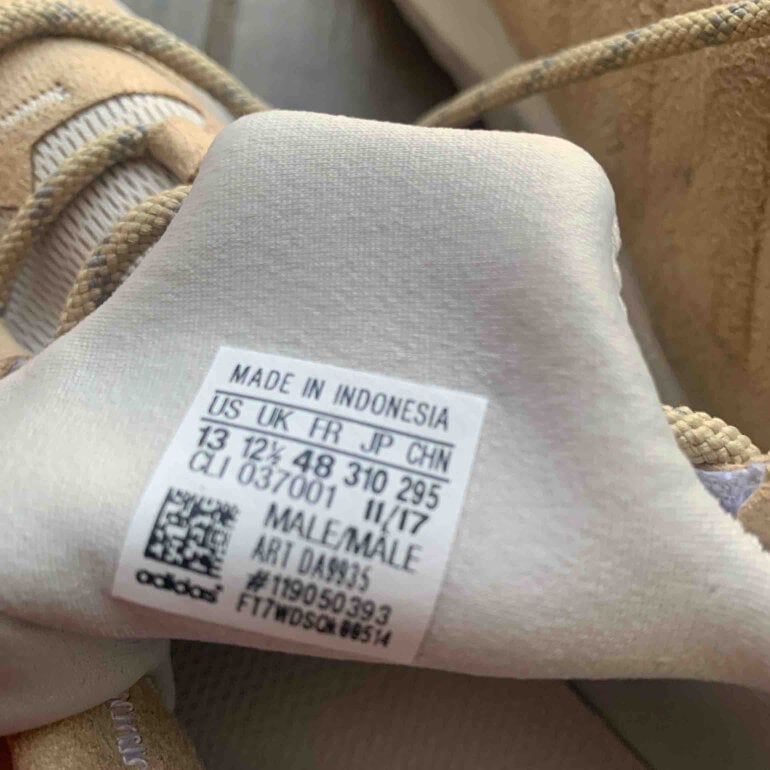 MADE IN INDONESIA
US UK FR JP CHN
13 12½ 48 310 295
CLI 037001 11/17
MALE/MÂLE
ART DA9935
#119050393
adidas